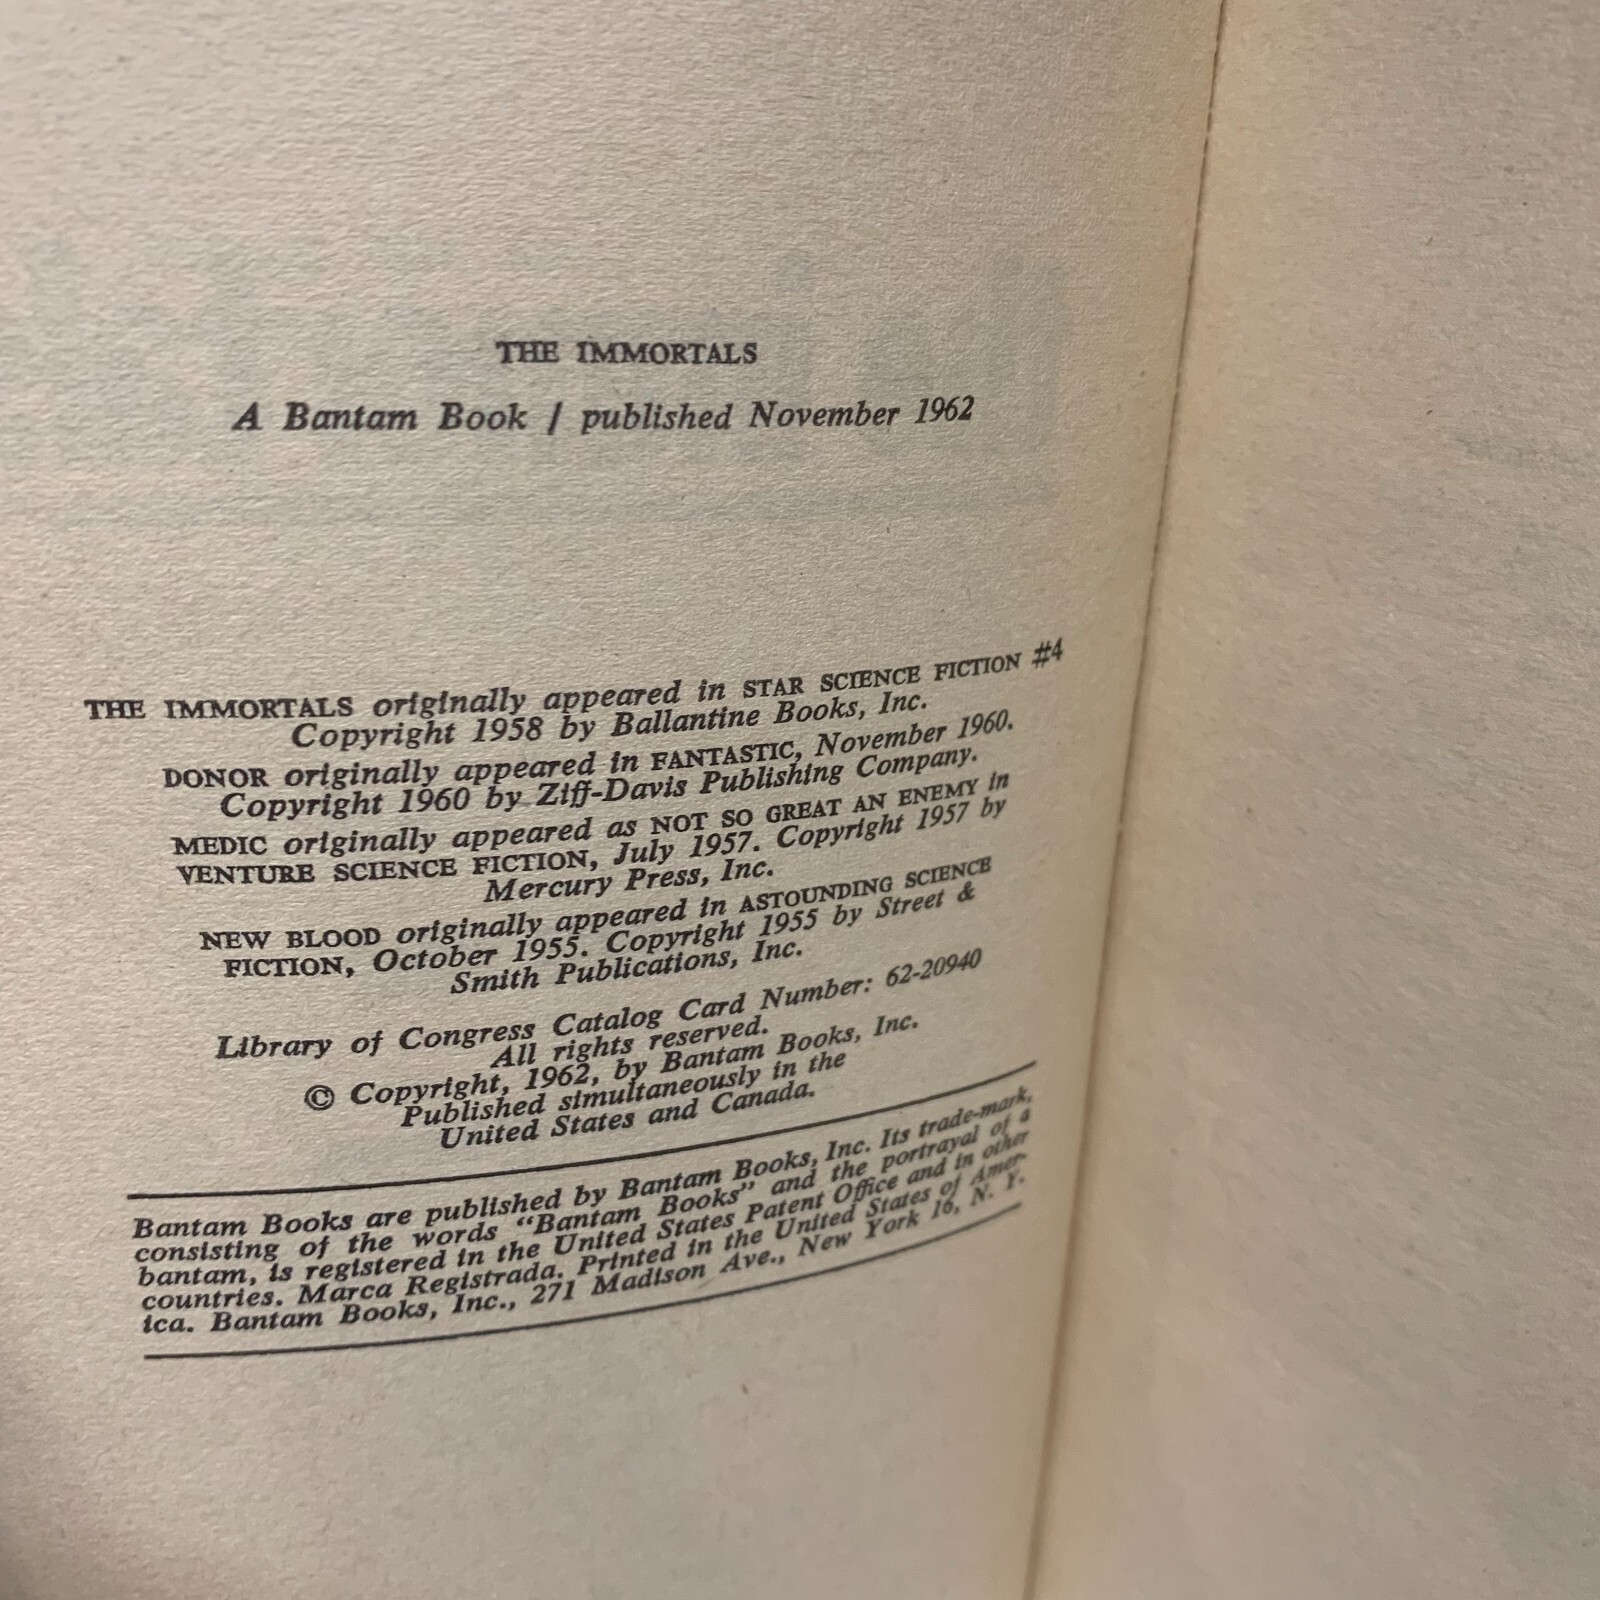 THE IMMORTALS
A Bantam Book / published November 1962
THE IMMORTALS originally appeared in STAR SCIENCE FICTION #4
Copyright 1958 by Ballantine Books, Inc.
DONOR originally appeared in FANTASTIC, November 1960.
Copyright 1960 by Ziff-Davis Publishing Company.
MEDIC originally appeared as NOT SO GREAT AN ENEMY in
VENTURE SCIENCE FICTION, July 1957. Copyright 1957 by
Mercury Press, Inc.
NEW BLOOD originally appeared in ASTOUNDING SCIENCE
FICTION, October 1955. Copyright 1955 by Street &
Smith Publications, Inc.
Library of Congress Catalog Card Number: 62-20940
All rights reserved.
© Copyright, 1962, by Bantam Books, Inc.
Published simultaneously in the
United States and Canada.
Bantam Books are published by Bantam Books, Inc. Its trade-mark,
consisting of the words "Bantam Books" and the portrayal of a
bantam, is registered in the United States Patent Office and in other
countries. Marca Registrada. Printed in the United States of Amer-
ica. Bantam Books, Inc., 271 Madison Ave., New York 16, N. Y.